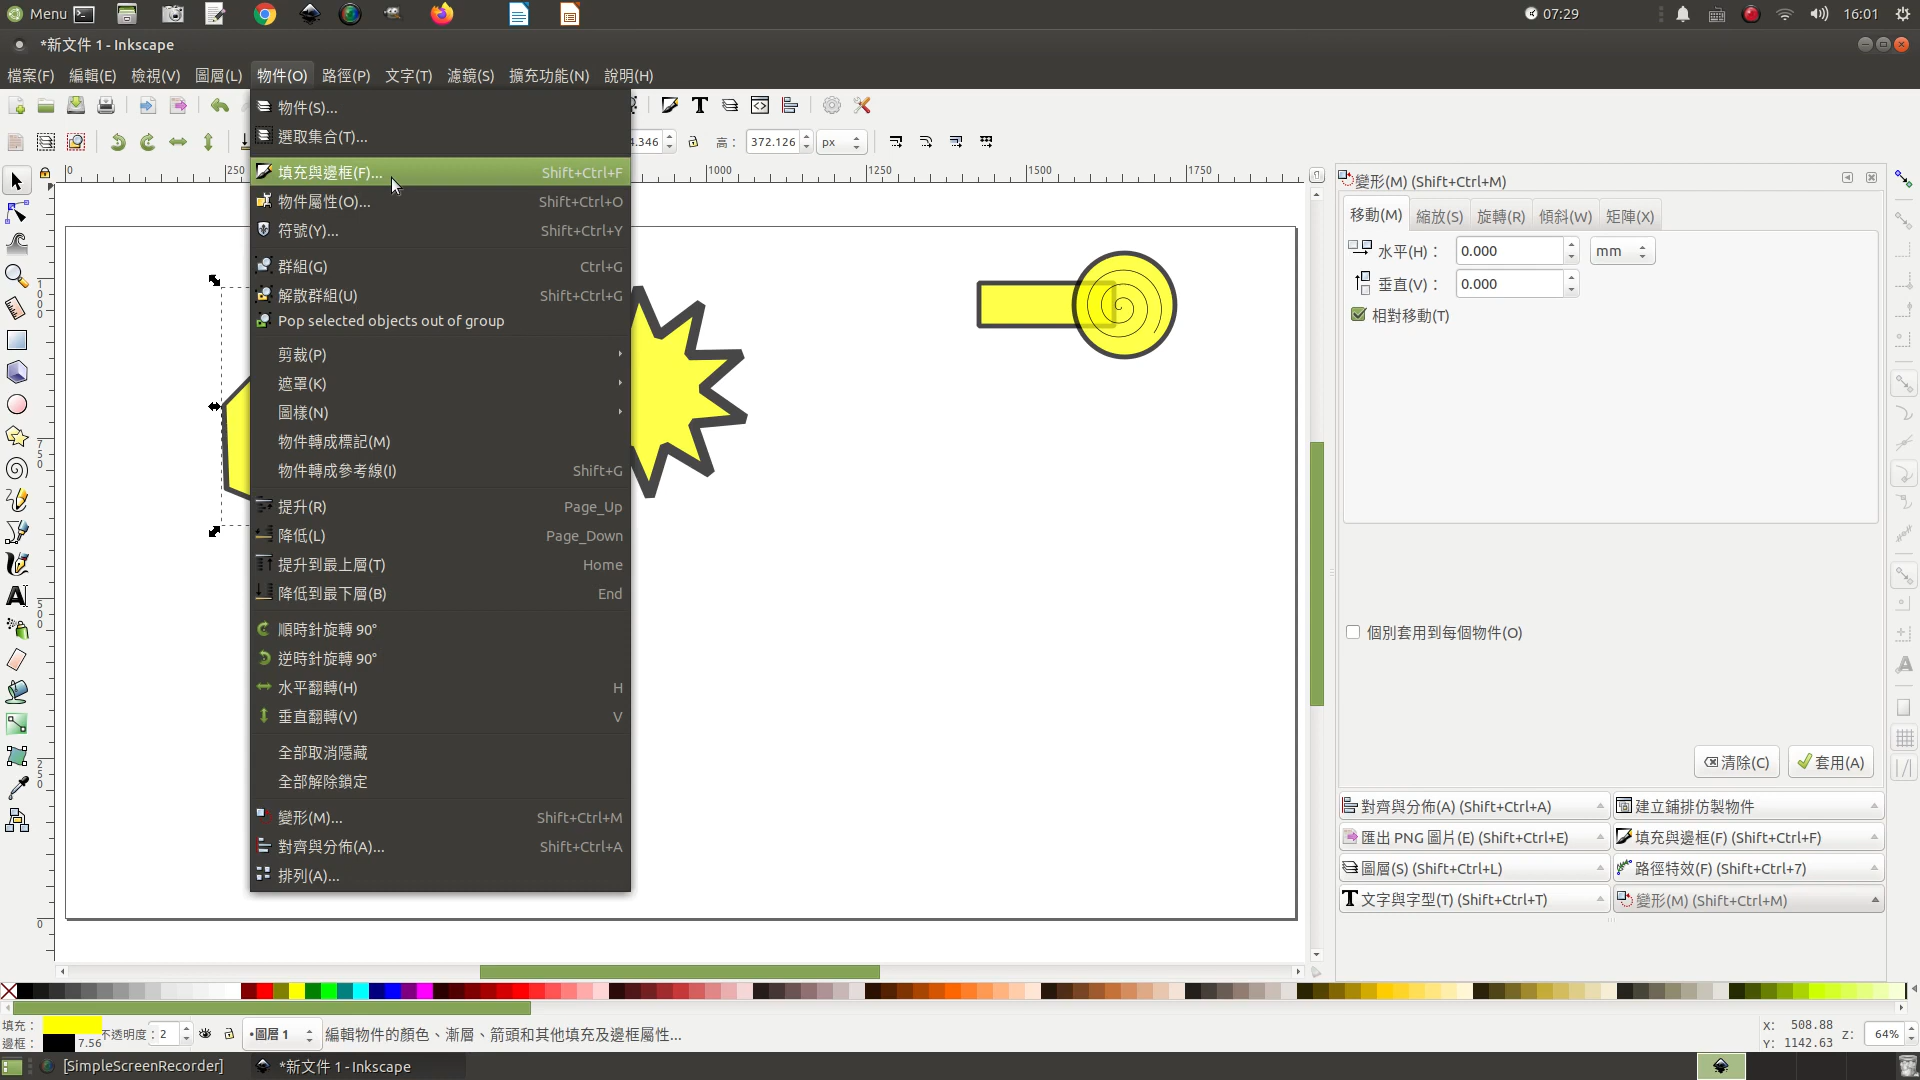 Menu
07:29
16:01
*新文件 1 - Inkscape
檔案(F) 編輯(E) 檢視(V) 圖層(L) 物件(O) 路徑(P) 文字(T) 濾鏡(S) 擴充功能(N) 說明(H)
物件(S)...
選取集合(T)...
填充與邊框(F)... Shift+Ctrl+F
物件屬性(O)... Shift+Ctrl+O
符號(Y)... Shift+Ctrl+Y
群組(G) Ctrl+G
解散群組(U) Shift+Ctrl+G
Pop selected objects out of group
剪裁(P)
遮罩(K)
圖樣(N)
物件轉成標記(M)
物件轉成參考線(I) Shift+G
提升(R) Page_Up
降低(L) Page_Down
提升到最上層(T) Home
降低到最下層(B) End
順時針旋轉 90°
逆時針旋轉 90°
水平翻轉(H) H
垂直翻轉(V) V
全部取消隱藏
全部解除鎖定
變形(M)... Shift+Ctrl+M
對齊與分佈(A)... Shift+Ctrl+A
排列(A)...
4.346 高： 372.126 px
0 250 1000 1250 1500 1750
1000
750
500
250
0
變形(M) (Shift+Ctrl+M)
移動(M) 縮放(S) 旋轉(R) 傾斜(W) 矩陣(X)
水平(H)： 0.000 mm
垂直(V)： 0.000
相對移動(T)
個別套用到每個物件(O)
清除(C) 套用(A)
對齊與分佈(A) (Shift+Ctrl+A) 建立鋪排仿製物件
匯出 PNG 圖片(E) (Shift+Ctrl+E) 填充與邊框(F) (Shift+Ctrl+F)
圖層(S) (Shift+Ctrl+L) 路徑特效(F) (Shift+Ctrl+7)
文字與字型(T) (Shift+Ctrl+T) 變形(M) (Shift+Ctrl+M)
填充： 不透明度： 2 •圖層 1 編輯物件的顏色、漸層、箭頭和其他填充及邊框屬性...
邊框： 7.56
X: 508.88
Y: 1142.63
Z: 64%
[SimpleScreenRecorder] *新文件 1 - Inkscape